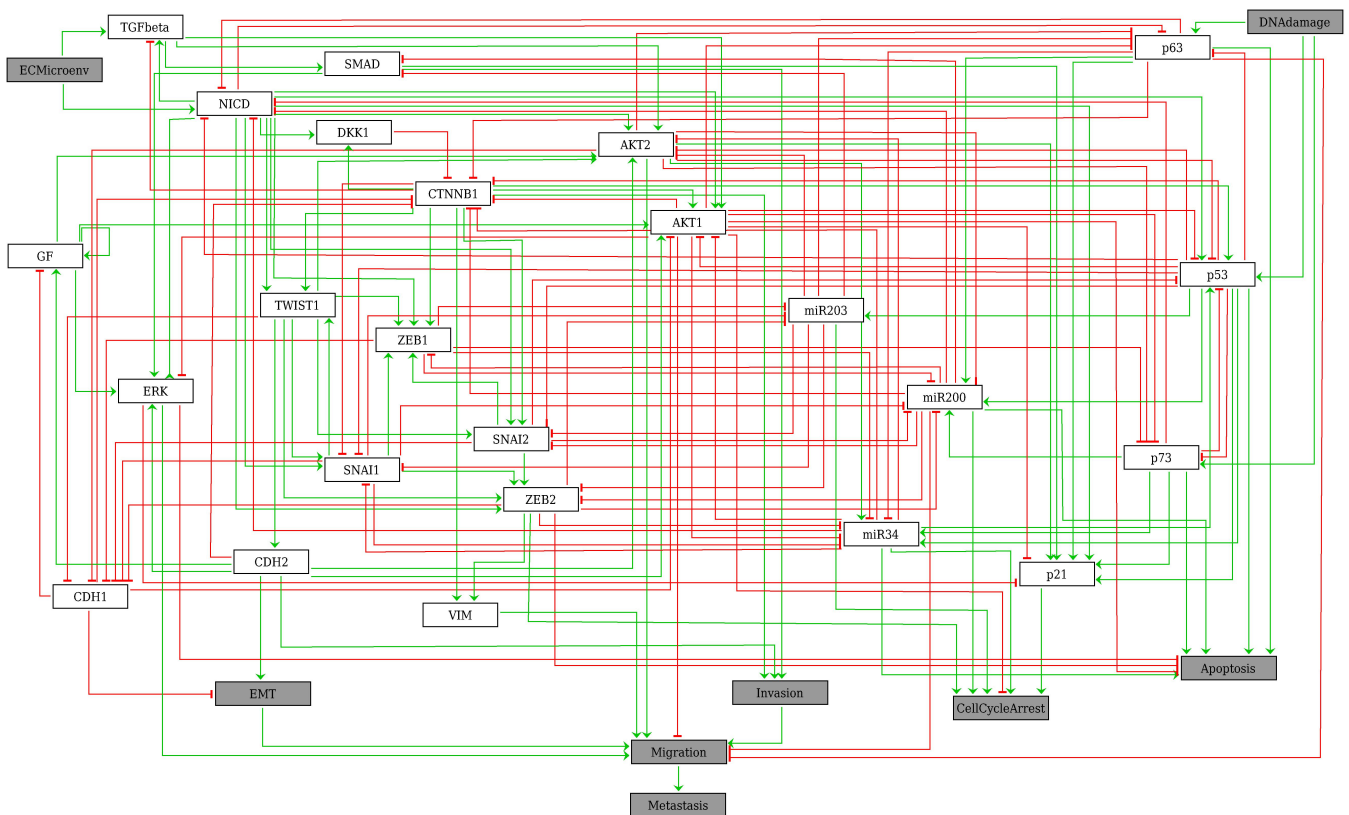 TGFbeta
DNAdamage
p63
SMAD
ECMicroenv
NICD
DKK1
AKT2
CTNNB1
AKT1
GF
p53
TWIST1
miR203
ZEB1
ERK
miR200
SNAI2
p73
SNAI1
ZEB2
miR34
CDH2
p21
CDH1
VIM
Apoptosis
EMT
Invasion
CellCycleArrest
Migration
Metastasis